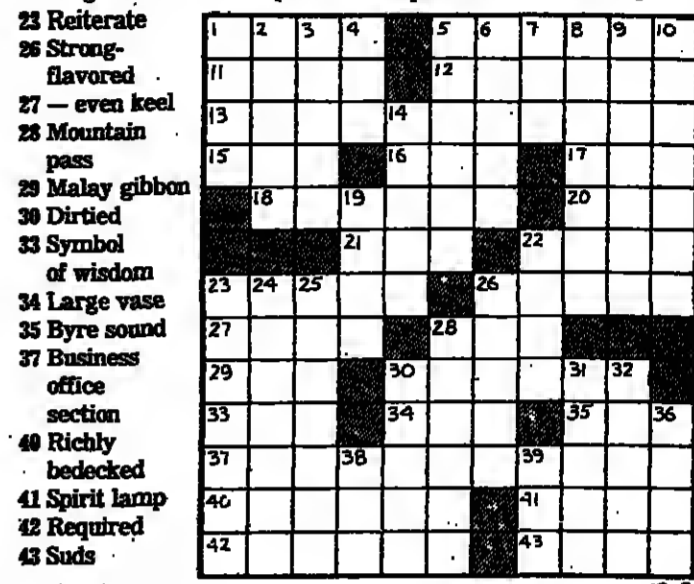 23 Reiterate
26 Strong-
flavored
27 — even keel
28 Mountain
pass
29 Malay gibbon
30 Dirtied
33 Symbol
of wisdom
34 Large vase
35 Byre sound
37 Business
office
section
40 Richly
bedecked
41 Spirit lamp
42 Required
43 Suds
1 2 3 4 5 6 7 8 9 10
11 12
13 14
15 16 17
18 19 20
21 22
23 24 25 26
27 28
29 30 31 32
33 34 35 36
37 38 39
40 41
42 43